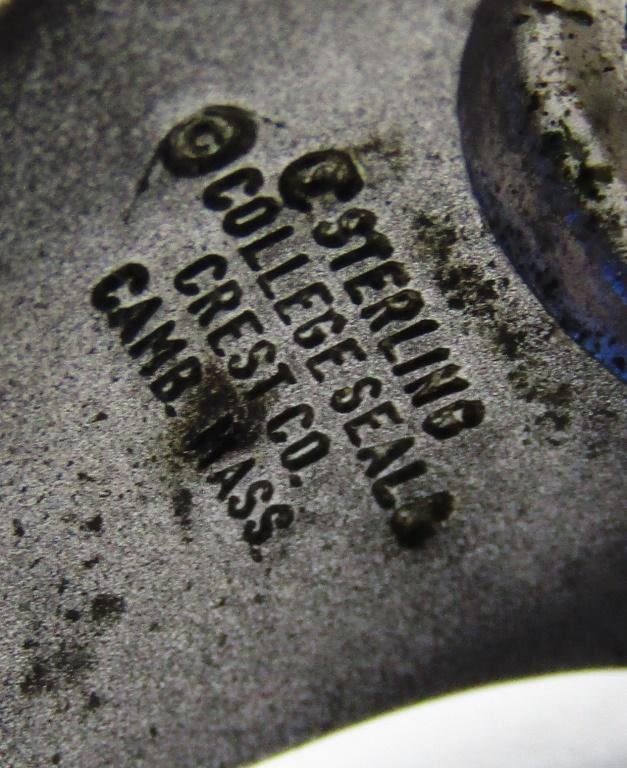 STERLING
© COLLEGE SEAL &
CREST CO.
CAMB. MASS.